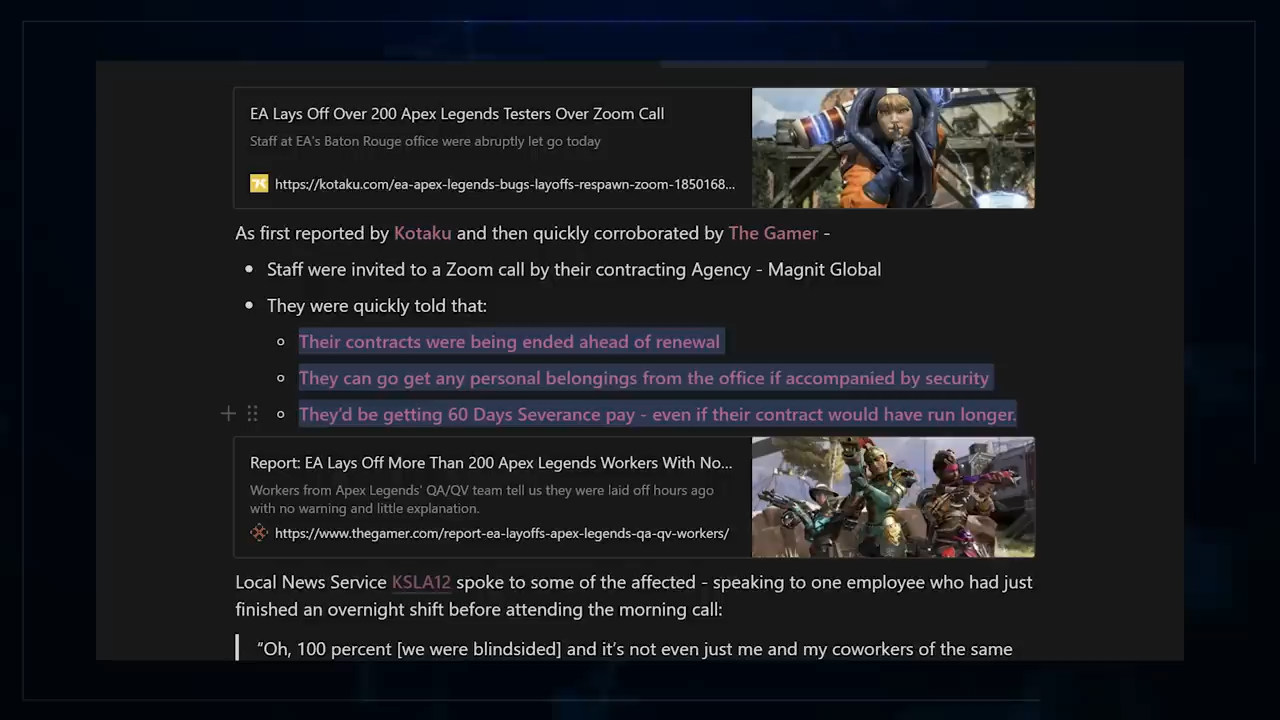 EA Lays Off Over 200 Apex Legends Testers Over Zoom Call
Staff at EA's Baton Rouge office were abruptly let go today
https://kotaku.com/ea-apex-legends-bugs-layoffs-respawn-zoom-1850168...
As first reported by Kotaku and then quickly corroborated by The Gamer -
• Staff were invited to a Zoom call by their contracting Agency - Magnit Global
• They were quickly told that:
○ Their contracts were being ended ahead of renewal
○ They can go get any personal belongings from the office if accompanied by security
○ They'd be getting 60 Days Severance pay - even if their contract would have run longer.
Report: EA Lays Off More Than 200 Apex Legends Workers With No...
Workers from Apex Legends' QA/QV team tell us they were laid off hours ago
with no warning and little explanation.
https://www.thegamer.com/report-ea-layoffs-apex-legends-qa-qv-workers/
Local News Service KSLA12 spoke to some of the affected - speaking to one employee who had just
finished an overnight shift before attending the morning call:
"Oh, 100 percent [we were blindsided] and it's not even just me and my coworkers of the same